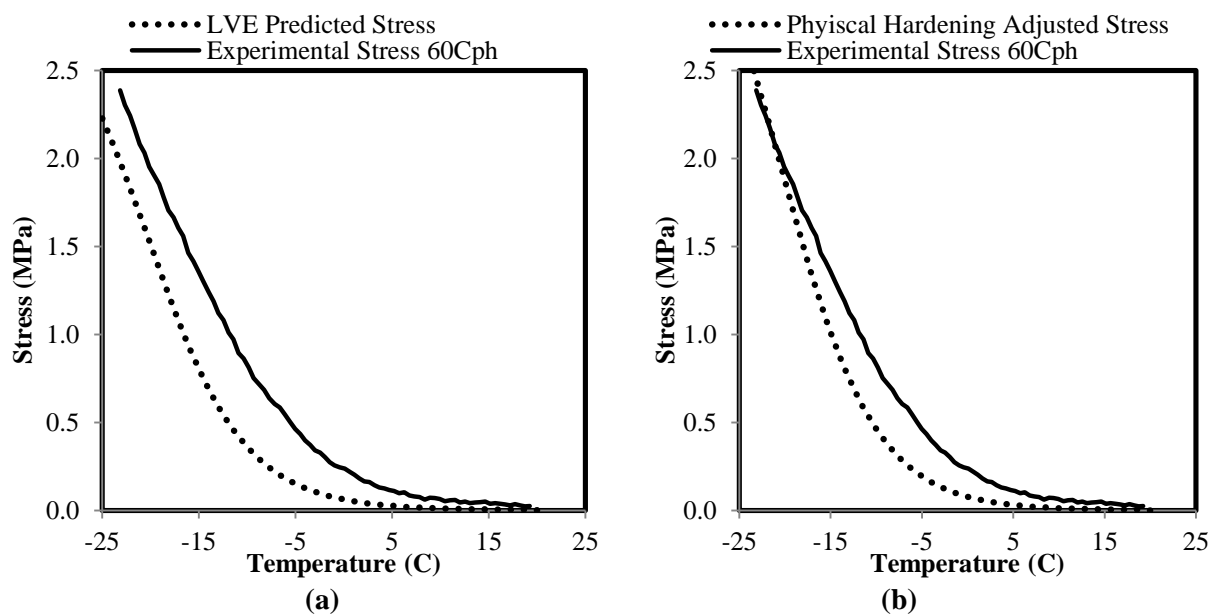 LVE Predicted Stress
Experimental Stress 60Cph
2.5
2.0
1.5
1.0
0.5
0.0
Stress (MPa)
-25 -15 -5 5 15 25
Temperature (C)
(a)
Phyiscal Hardening Adjusted Stress
Experimental Stress 60Cph
2.5
2.0
1.5
1.0
0.5
0.0
Stress (MPa)
-25 -15 -5 5 15 25
Temperature (C)
(b)